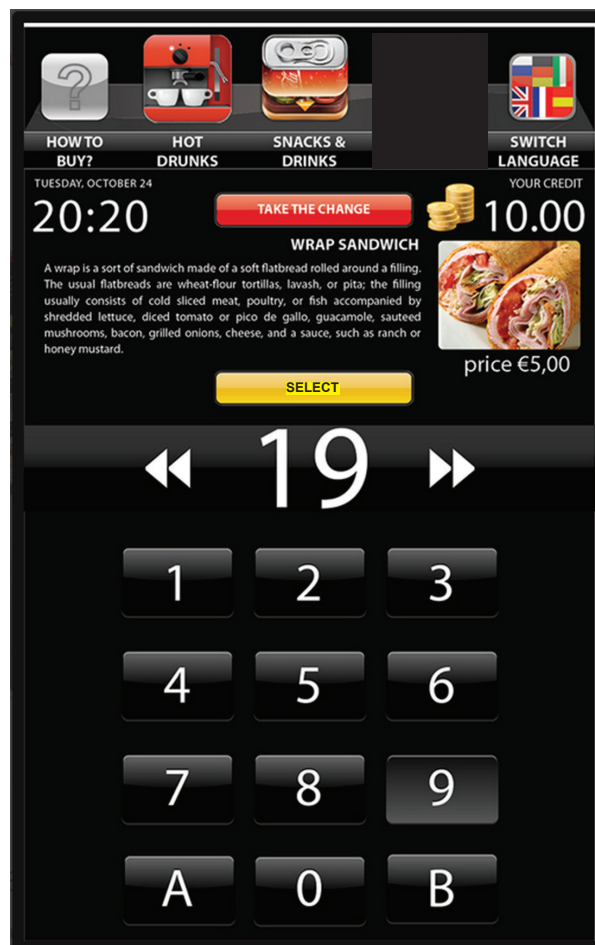 HOW TO
BUY?
HOT
DRUNKS
SNACKS &
DRINKS
SWITCH
LANGUAGE
TUESDAY, OCTOBER 24
20:20
TAKE THE CHANGE
YOUR CREDIT
10.00
WRAP SANDWICH
A wrap is a sort of sandwich made of a soft flatbread rolled around a filling.
The usual flatbreads are wheat-flour tortillas, lavash, or pita; the filling
usually consists of cold sliced meat, poultry, or fish accompanied by
shredded lettuce, diced tomato or pico de gallo, guacamole, sauteed
mushrooms, bacon, grilled onions, cheese, and a sauce, such as ranch or
honey mustard.
price €5,00
SELECT
19
1 2 3
4 5 6
7 8 9
A 0 B